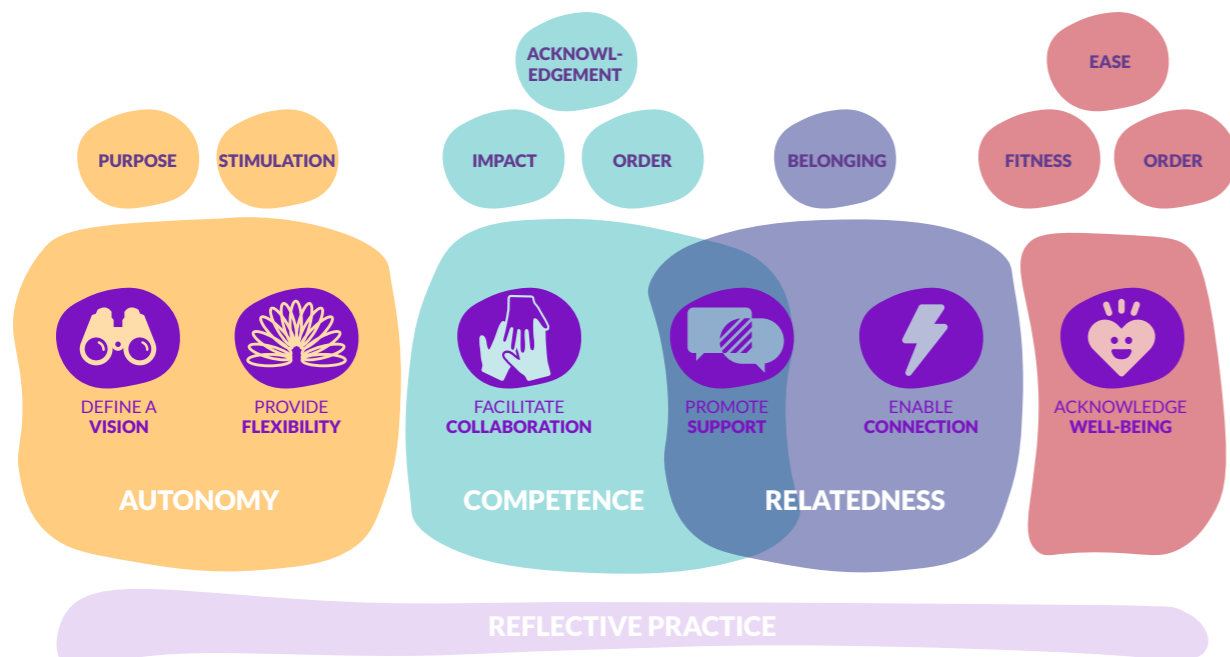 ACKNOWL-
EDGEMENT
EASE
PURPOSE
STIMULATION
IMPACT
ORDER
BELONGING
FITNESS
ORDER
DEFINE A
VISION
PROVIDE
FLEXIBILITY
FACILITATE
COLLABORATION
PROMOTE
SUPPORT
ENABLE
CONNECTION
ACKNOWLEDGE
WELL-BEING
AUTONOMY
COMPETENCE
RELATEDNESS
REFLECTIVE PRACTICE